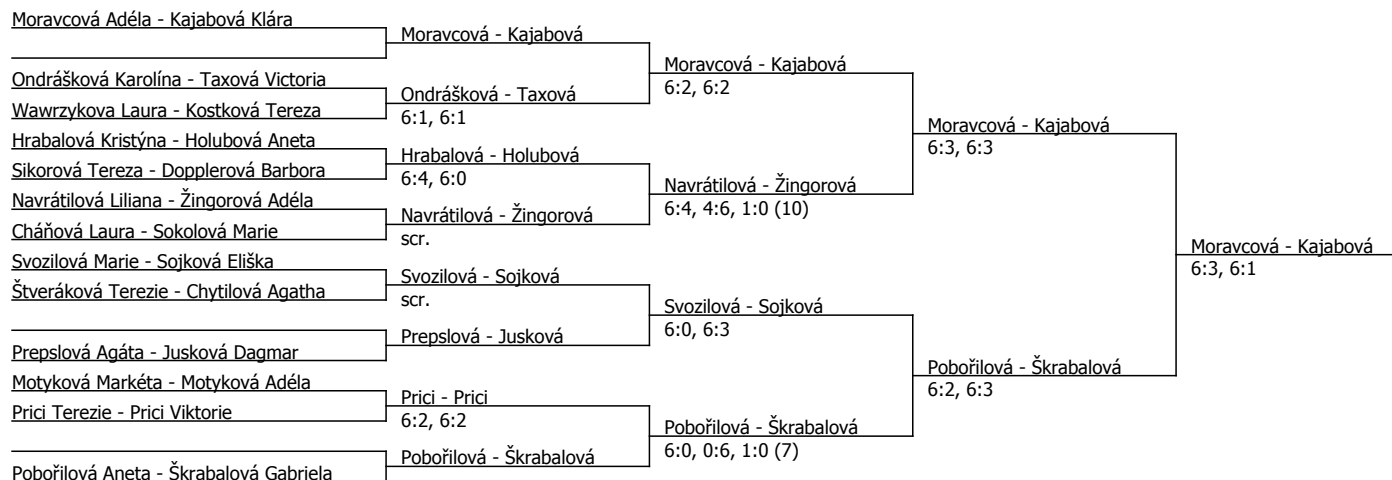 Moravcová Adéla - Kajabová Klára
Ondrášková Karolína - Taxová Victoria
Wawrzykova Laura - Kostková Tereza
Hrabalová Kristýna - Holubová Aneta
Sikorová Tereza - Dopplerová Barbora
Navrátilová Liliana - Žingorová Adéla
Cháňová Laura - Sokolová Marie
Svozilová Marie - Sojková Eliška
Štveráková Terezie - Chytilová Agatha
Prepslová Agáta - Jusková Dagmar
Motyková Markéta - Motyková Adéla
Prici Terezie - Prici Viktorie
Pobořilová Aneta - Škrabalová Gabriela
Moravcová - Kajabová
Ondrášková - Taxová
6:1, 6:1
Hrabalová - Holubová
6:4, 6:0
Navrátilová - Žingorová
scr.
Svozilová - Sojková
scr.
Prepslová - Jusková
Prici - Prici
6:2, 6:2
Pobořilová - Škrabalová
Moravcová - Kajabová
6:2, 6:2
Navrátilová - Žingorová
6:4, 4:6, 1:0 (10)
Svozilová - Sojková
6:0, 6:3
Pobořilová - Škrabalová
6:0, 0:6, 1:0 (7)
Moravcová - Kajabová
6:3, 6:3
Pobořilová - Škrabalová
6:2, 6:3
Moravcová - Kajabová
6:3, 6:1